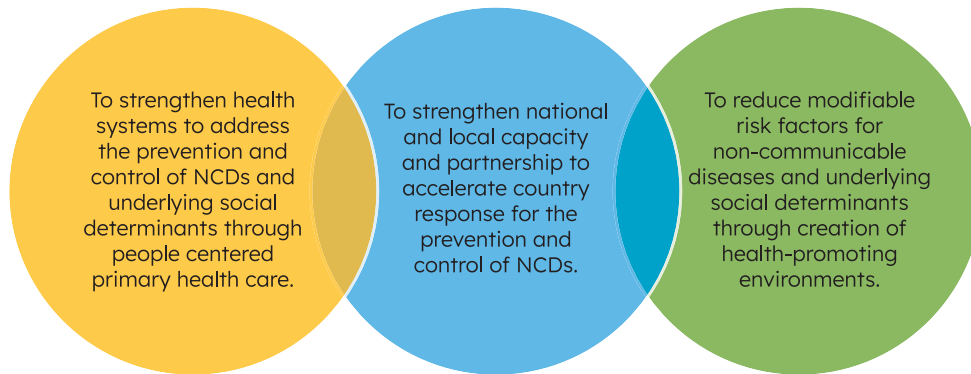 To strengthen health
systems to address
the prevention and
control of NCDs and
underlying social
determinants through
people centered
primary health care.
To strengthen national
and local capacity
and partnership to
accelerate country
response for the
prevention and
control of NCDs.
To reduce modifiable
risk factors for
non-communicable
diseases and underlying
social determinants
through creation of
health-promoting
environments.